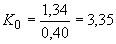 K₀ = 1,34 / 0,40 = 3,35